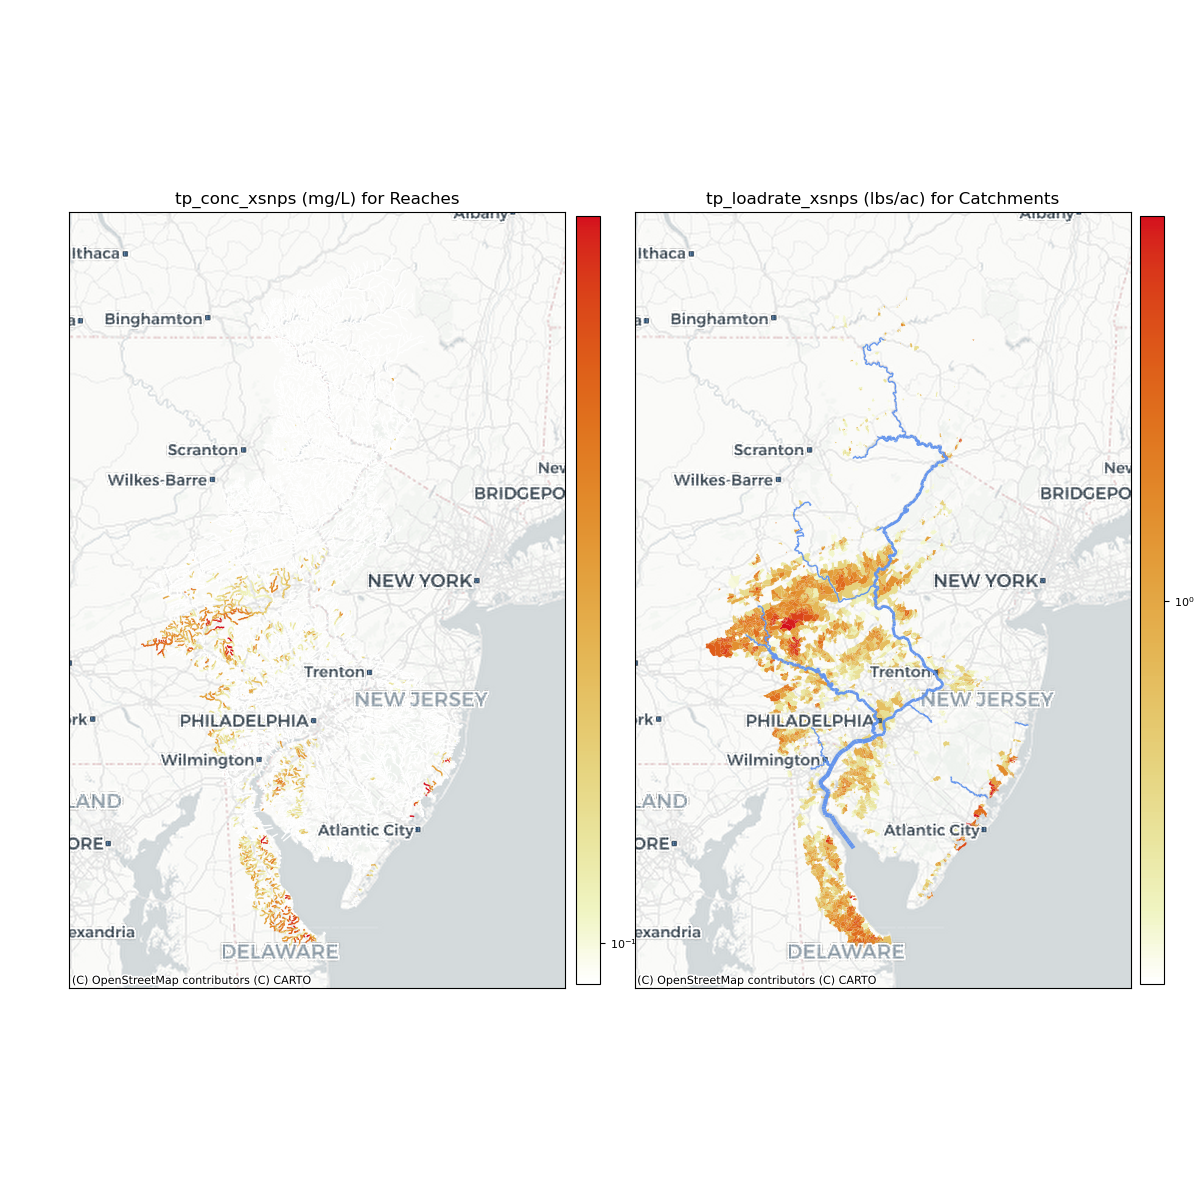 tp_conc_xsnps (mg/L) for Reaches
Albany
Ithaca
a
Binghamton
Scranton
Wilkes-Barre
New
BRIDGEPO
NEW YORK
Trenton
NEW JERSEY
rk
PHILADELPHIA
Wilmington
LAND
Atlantic City
ORE
exandria
DELAWARE
(C) OpenStreetMap contributors (C) CARTO
10⁻¹
tp_loadrate_xsnps (lbs/ac) for Catchments
Albany
Ithaca
a
Binghamton
Scranton
Wilkes-Barre
New
BRIDGEPO
NEW YORK
Trenton
NEW JERSEY
rk
PHILADELPHIA
Wilmington
LAND
Atlantic City
ORE
exandria
DELAWARE
(C) OpenStreetMap contributors (C) CARTO
10⁰